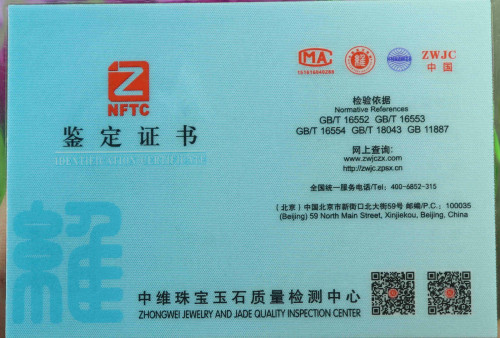 Z
NFTC
鉴定证书
IDENTIFICATION CERTIFICATE
CMA
151816040288
ZWJC
中国
检验依据
Normative References
GB/T 16552 GB/T 16553
GB/T 16554 GB/T 18043 GB 11887
网上查询:
www.zwjczx.com
http://zwjc.zpsx.cn
全国统一服务电话/Tel: 400-6852-315
(北京) 中国北京市新街口北大街59号 邮编/P.C.: 100035
(Beijing) 59 North Main Street, Xinjiekou, Beijing, China
維
中维珠宝玉石质量检测中心
ZHONGWEI JEWELRY AND JADE QUALITY INSPECTION CENTER